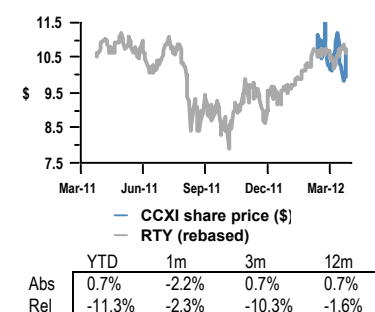 11.5
10.5
$ 9.5
8.5
7.5
Mar-11 Jun-11 Sep-11 Dec-11 Mar-12
CCXI share price ($)
RTY (rebased)
YTD 1m 3m 12m
Abs 0.7% -2.2% 0.7% 0.7%
Rel -11.3% -2.3% -10.3% -1.6%